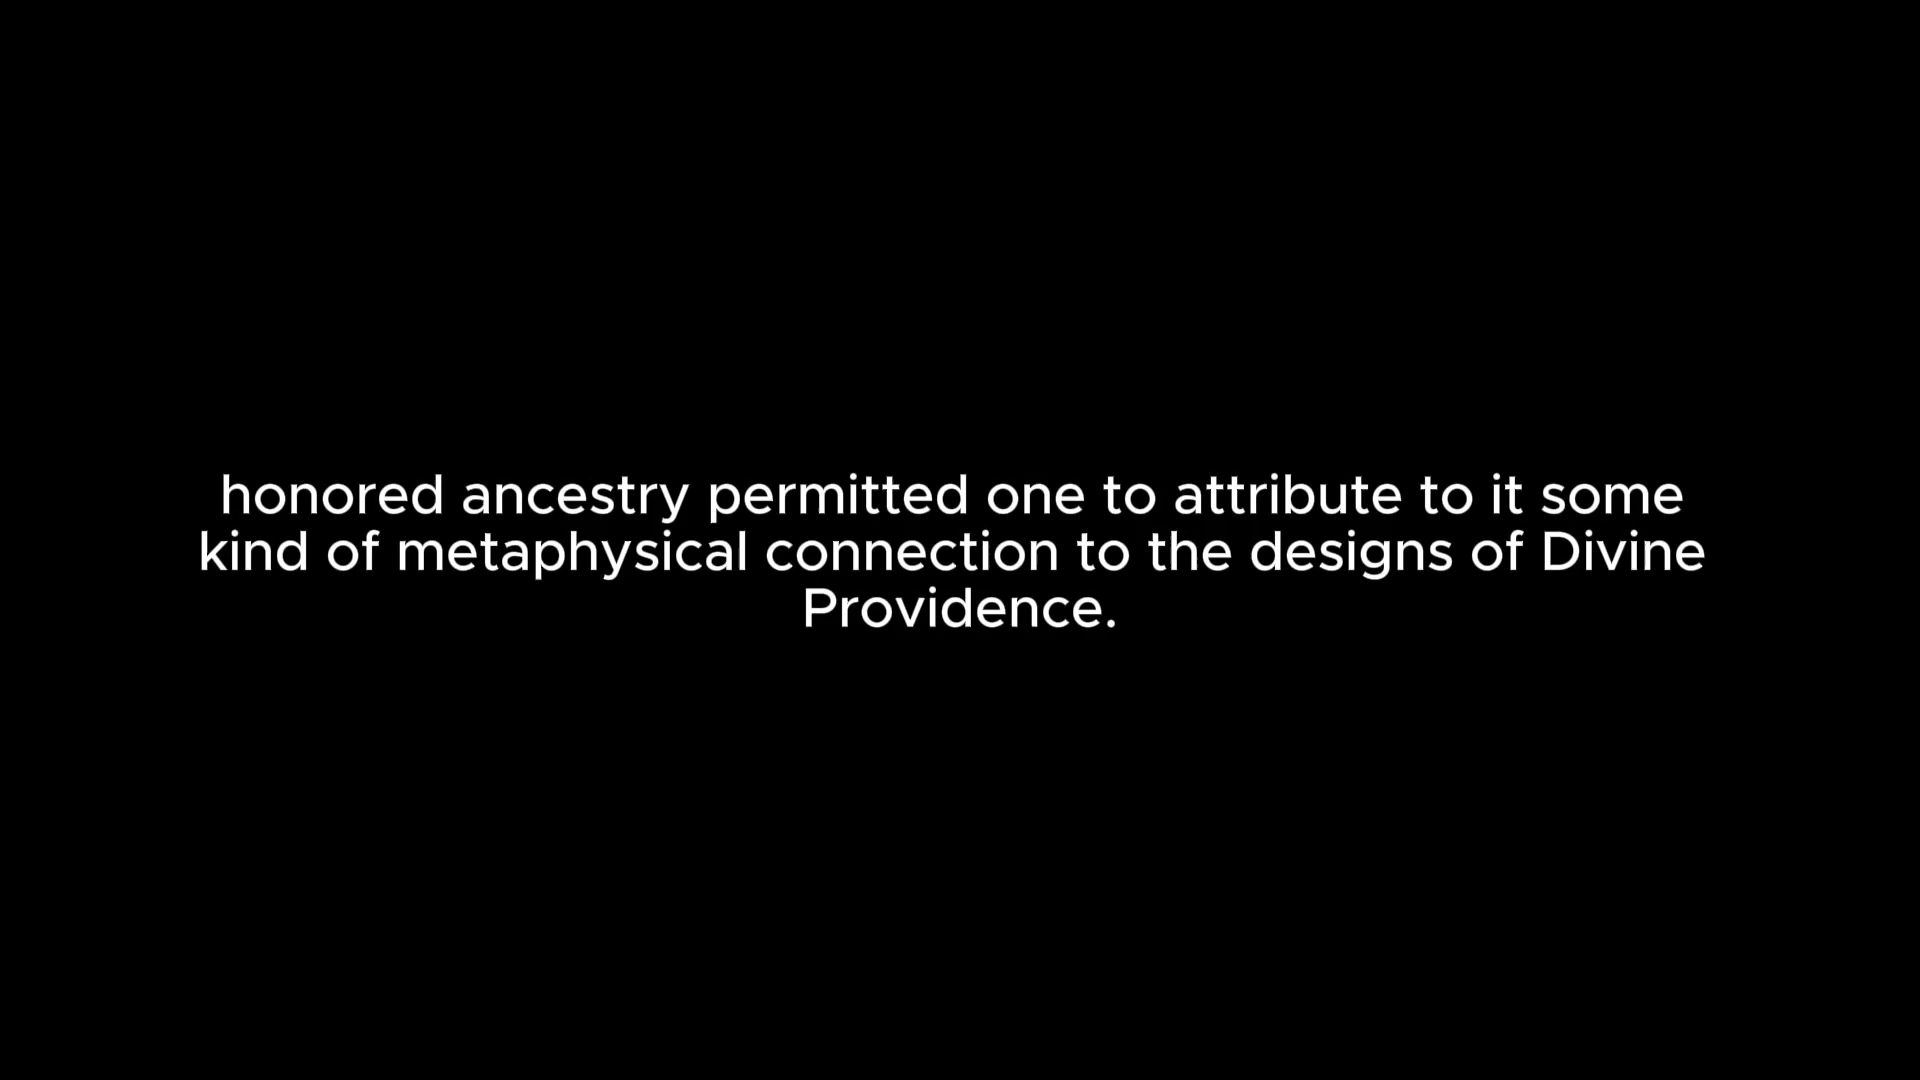 honored ancestry permitted one to attribute to it some
kind of metaphysical connection to the designs of Divine
Providence.